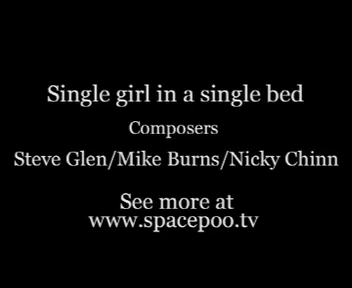 Single girl in a single bed
Composers
Steve Glen/Mike Burns/Nicky Chinn
See more at
www.spacepoo.tv